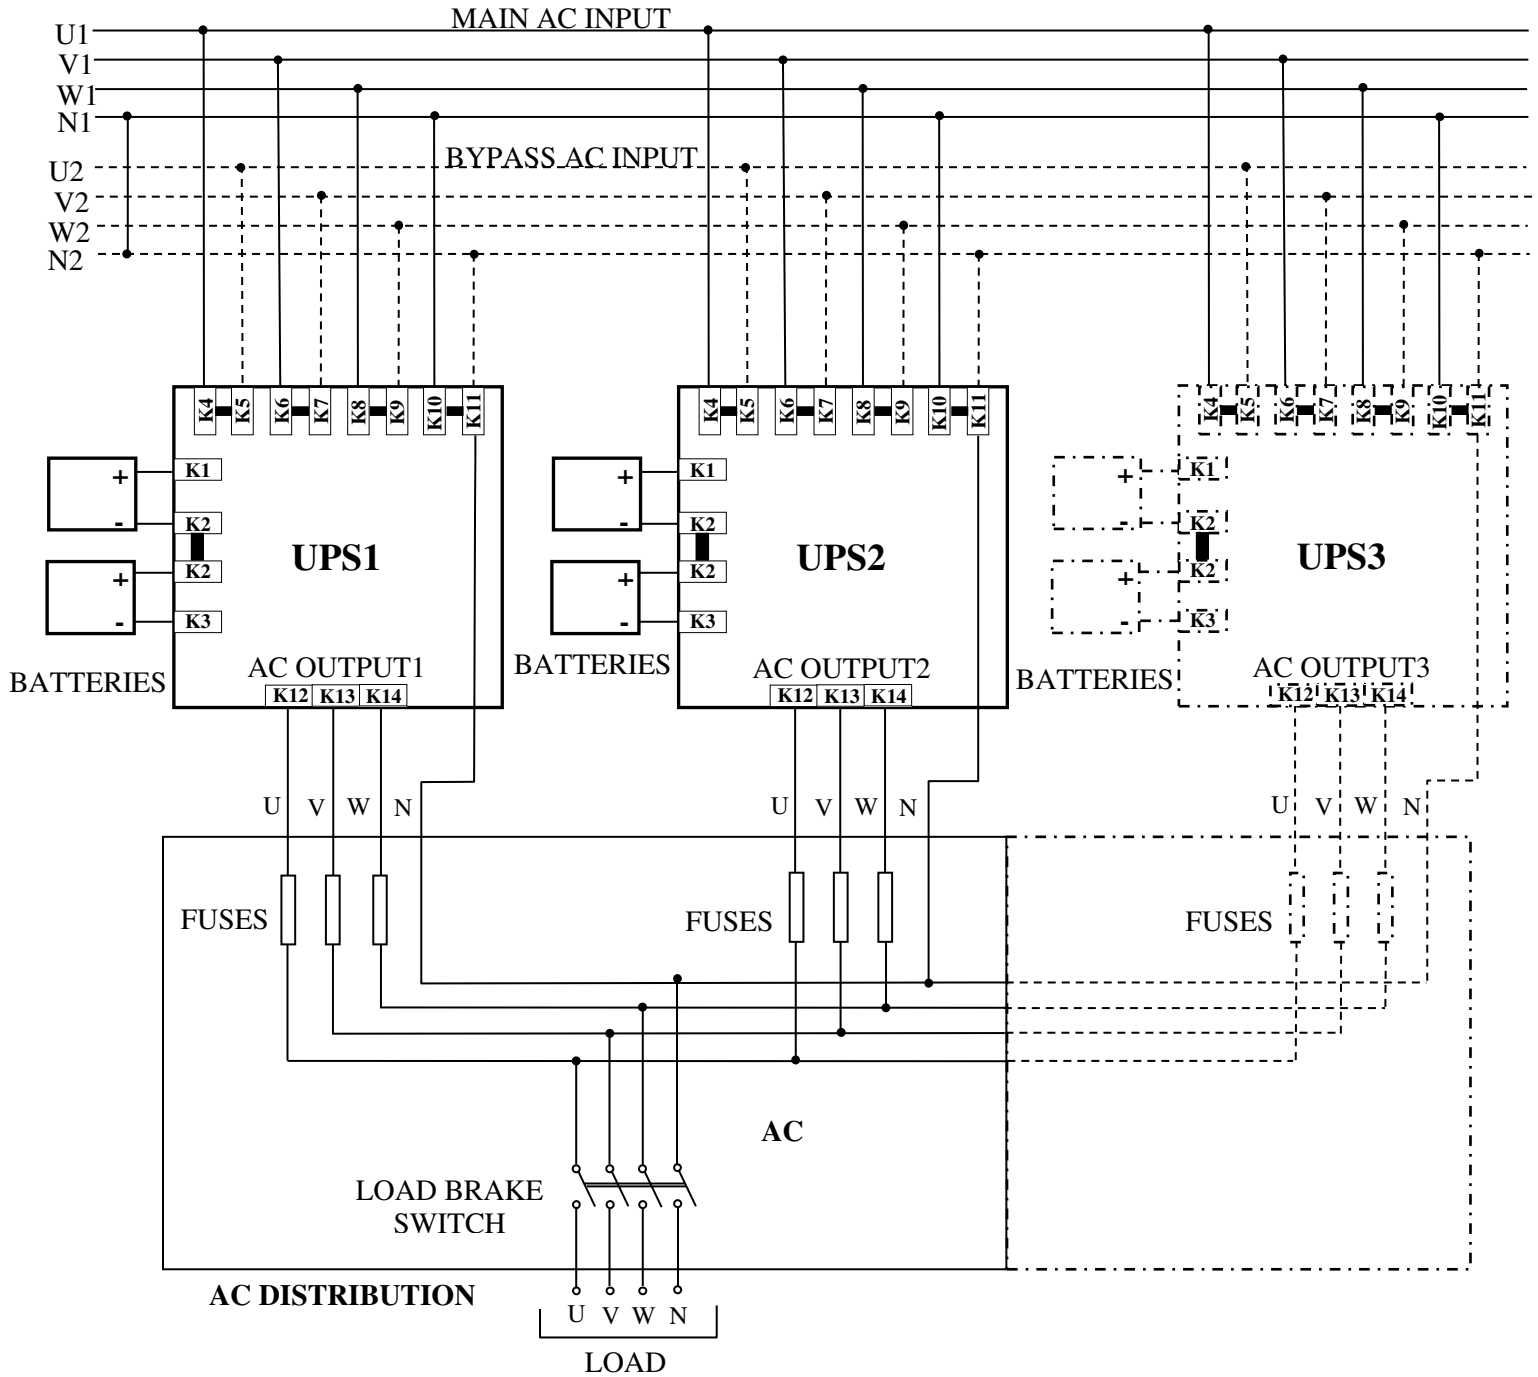 MAIN AC INPUT
U1
V1
W1
N1
BYPASS AC INPUT
U2
V2
W2
N2
K4 K5 K6 K7 K8 K9 K10 K11
K4 K5 K6 K7 K8 K9 K10 K11
K4 K5 K6 K7 K8 K9 K10 K11
+ K1
- K2
+ K2
- K3
UPS1
BATTERIES
AC OUTPUT1
K12 K13 K14
+ K1
- K2
+ K2
- K3
UPS2
BATTERIES
AC OUTPUT2
K12 K13 K14
+ K1
- K2
+ K2
- K3
UPS3
BATTERIES
AC OUTPUT3
K12 K13 K14
U V W N
U V W N
U V W N
FUSES
FUSES
FUSES
AC
LOAD BRAKE
SWITCH
AC DISTRIBUTION
U V W N
LOAD